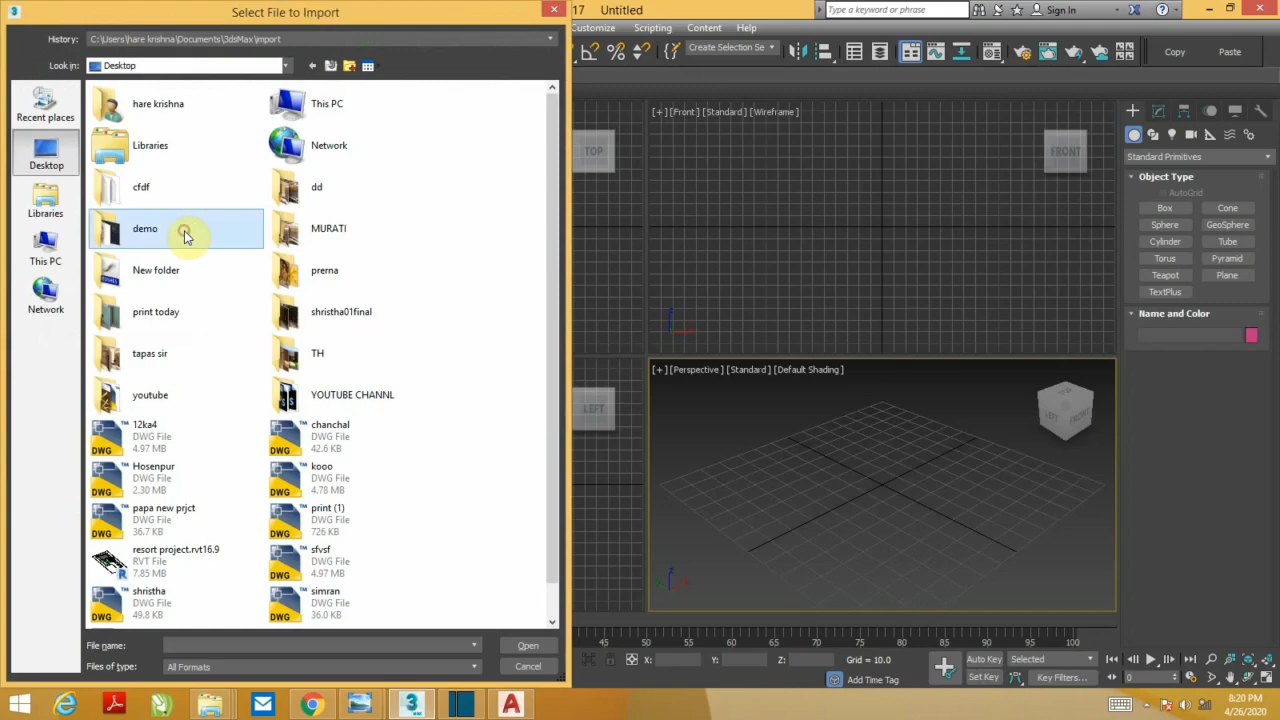 Select File to Import
17 Untitled
Type a keyword or phrase
Sign In
History: C:\Users\hare krishna\Documents\3dsMax\import
Customize Scripting Content Help
Look in: Desktop
Create Selection Se
Copy Paste
Recent places
Desktop
Libraries
This PC
Network
hare krishna
This PC
Libraries
Network
cfdf
dd
demo
MURATI
New folder
prerna
print today
shristha01final
tapas sir
TH
youtube
YOUTUBE CHANNL
12ka4
DWG File
4.97 MB
chanchal
DWG File
42.6 KB
Hosenpur
DWG File
2.30 MB
kooo
DWG File
4.78 MB
papa new prjct
DWG File
36.7 KB
print (1)
DWG File
726 KB
resort project.rvt16.9
RVT File
7.85 MB
sfvsf
DWG File
4.97 MB
shristha
DWG File
49.8 KB
simran
DWG File
36.0 KB
File name:
Open
Files of type: All Formats
Cancel
TOP
[+] [Front] [Standard] [Wireframe]
FRONT
LEFT
[+] [Perspective] [Standard] [Default Shading]
LEFT FRONT
Standard Primitives
Object Type
AutoGrid
Box Cone
Sphere GeoSphere
Cylinder Tube
Torus Pyramid
Teapot Plane
TextPlus
Name and Color
45 50 55 60 65 70 75 80 85 90 95 100
X: Y: Z: Grid = 10.0
Add Time Tag
Auto Key Selected
Set Key Key Filters...
0
8:20 PM
4/26/2020